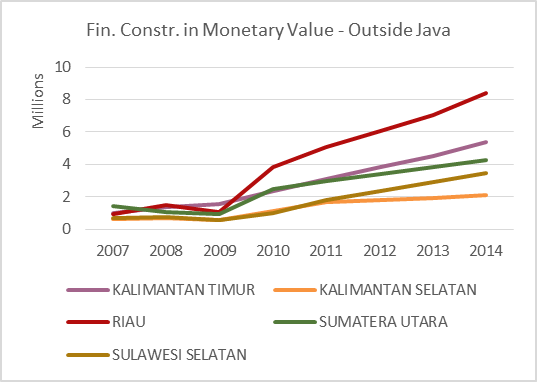 Fin. Constr. in Monetary Value - Outside Java
Millions
10
8
6
4
2
0
2007 2008 2009 2010 2011 2012 2013 2014
KALIMANTAN TIMUR KALIMANTAN SELATAN
RIAU SUMATERA UTARA
SULAWESI SELATAN